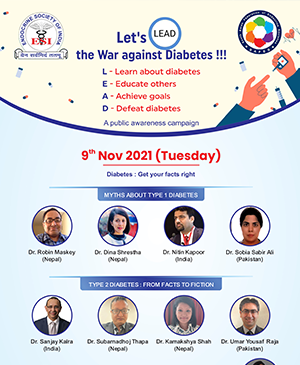 ENDOCRINE SOCIETY OF INDIA
ESI
Let's LEAD
the War against Diabetes !!!
L - Learn about diabetes
E - Educate others
A - Achieve goals
D - Defeat diabetes
A public awareness campaign
9th Nov 2021 (Tuesday)
Diabetes : Get your facts right
MYTHS ABOUT TYPE 1 DIABETES
Dr. Robin Maskey
(Nepal)
Dr. Dina Shrestha
(Nepal)
Dr. Nitin Kapoor
(India)
Dr. Sobia Sabir Ali
(Pakistan)
TYPE 2 DIABETES : FROM FACTS TO FICTION
Dr. Sanjay Kalra
(India)
Dr. Subarnadhoj Thapa
(Nepal)
Dr. Kamakshya Shah
(Nepal)
Dr. Umar Yousaif Raja
(Pakistan)